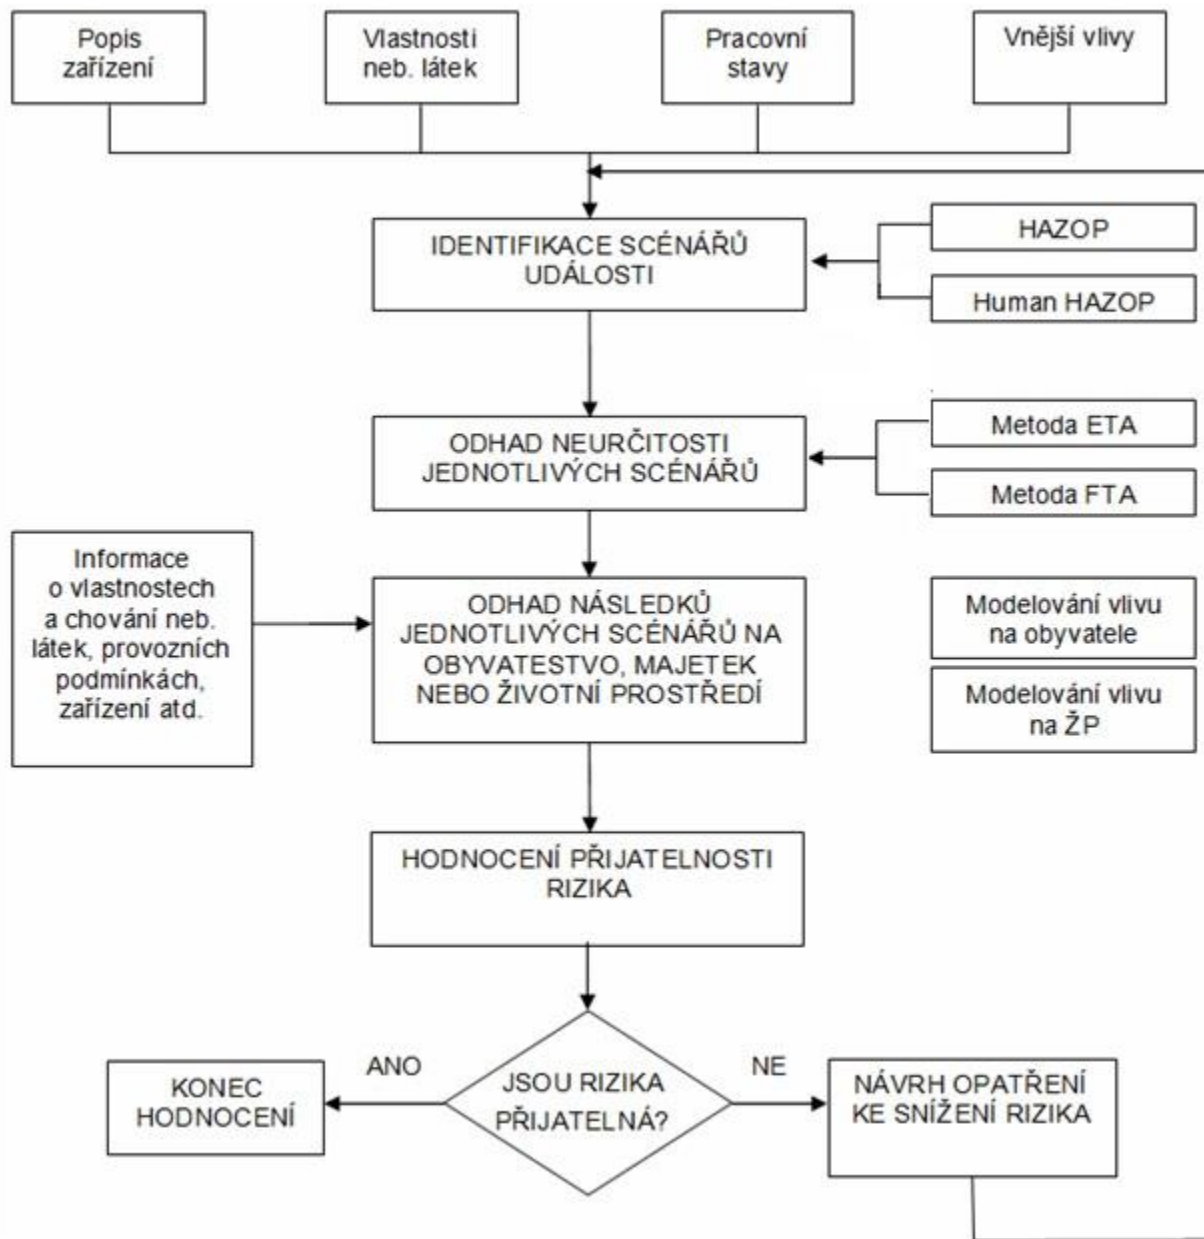 Popis
zařízení
Vlastnosti
neb. látek
Pracovní
stavy
Vnější vlivy
IDENTIFIKACE SCÉNÁŘŮ
UDÁLOSTI
HAZOP
Human HAZOP
ODHAD NEURČITOSTI
JEDNOTLIVÝCH SCÉNÁŘŮ
Metoda ETA
Metoda FTA
Informace
o vlastnostech
a chování neb.
látek, provozních
podmínkách,
zařízení atd.
ODHAD NÁSLEDKŮ
JEDNOTLIVÝCH SCÉNÁŘŮ NA
OBYVATESTVO, MAJETEK
NEBO ŽIVOTNÍ PROSTŘEDÍ
Modelování vlivu
na obyvatele
Modelování vlivu
na ŽP
HODNOCENÍ PŘIJATELNOSTI
RIZIKA
ANO
JSOU RIZIKA
PŘIJATELNÁ?
NE
KONEC
HODNOCENÍ
NÁVRH OPATŘENÍ
KE SNÍŽENÍ RIZIKA